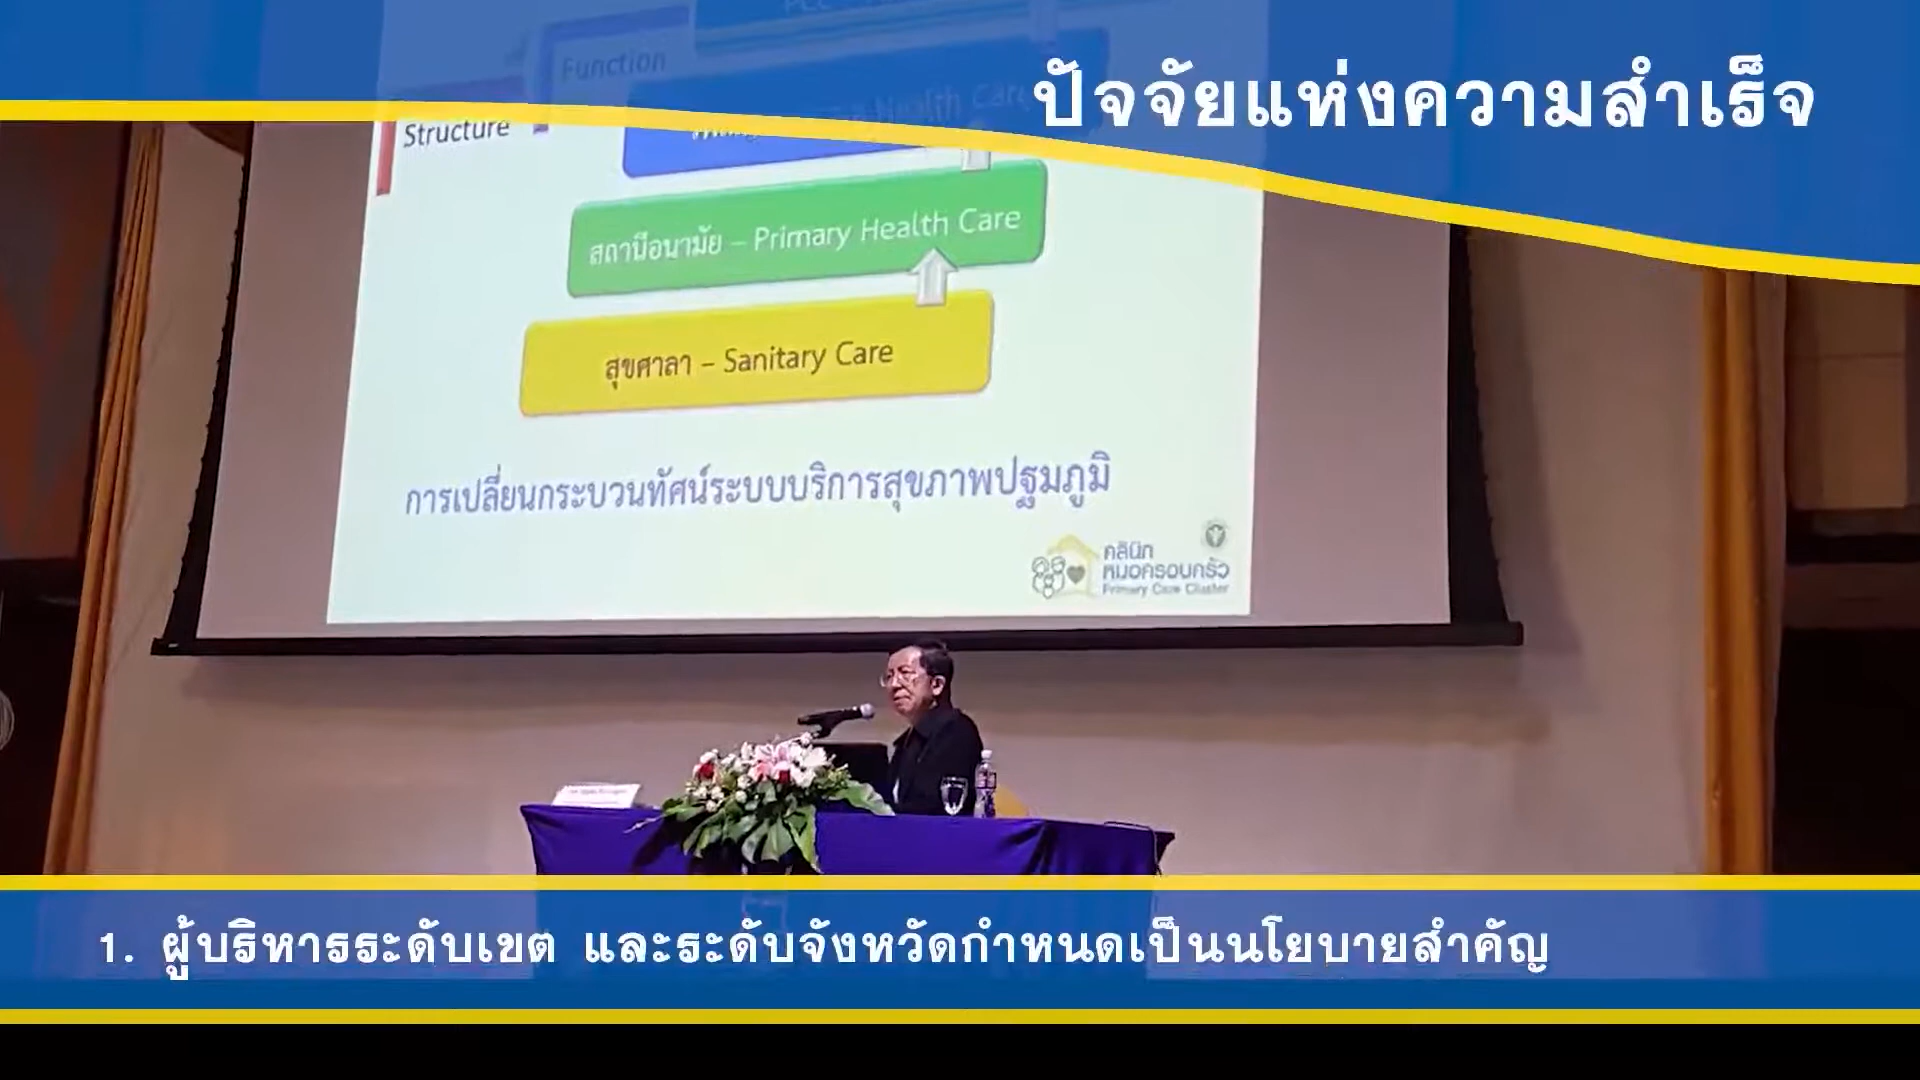 ปัจจัยแห่งความสำเร็จ
Function
Structure
Health Care
สถานีอนามัย – Primary Health Care
สุขศาลา – Sanitary Care
การเปลี่ยนกระบวนทัศน์ระบบบริการสุขภาพปฐมภูมิ
คลินิก
หมอครอบครัว
Primary Care Cluster
1. ผู้บริหารระดับเขต และระดับจังหวัดกำหนดเป็นนโยบายสำคัญ